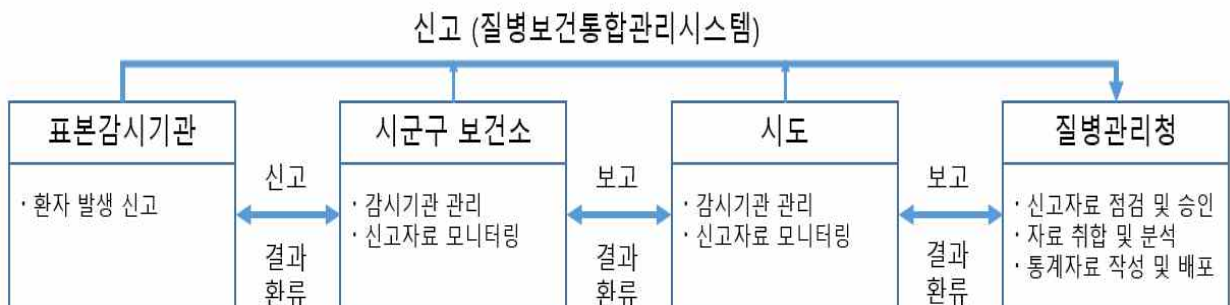 신고 (질병보건통합관리시스템)
표본감시기관
· 환자 발생 신고
신고
결과
환류
시군구 보건소
· 감시기관 관리
· 신고자료 모니터링
보고
결과
환류
시도
· 감시기관 관리
· 신고자료 모니터링
보고
결과
환류
질병관리청
· 신고자료 점검 및 승인
· 자료 취합 및 분석
· 통계자료 작성 및 배포